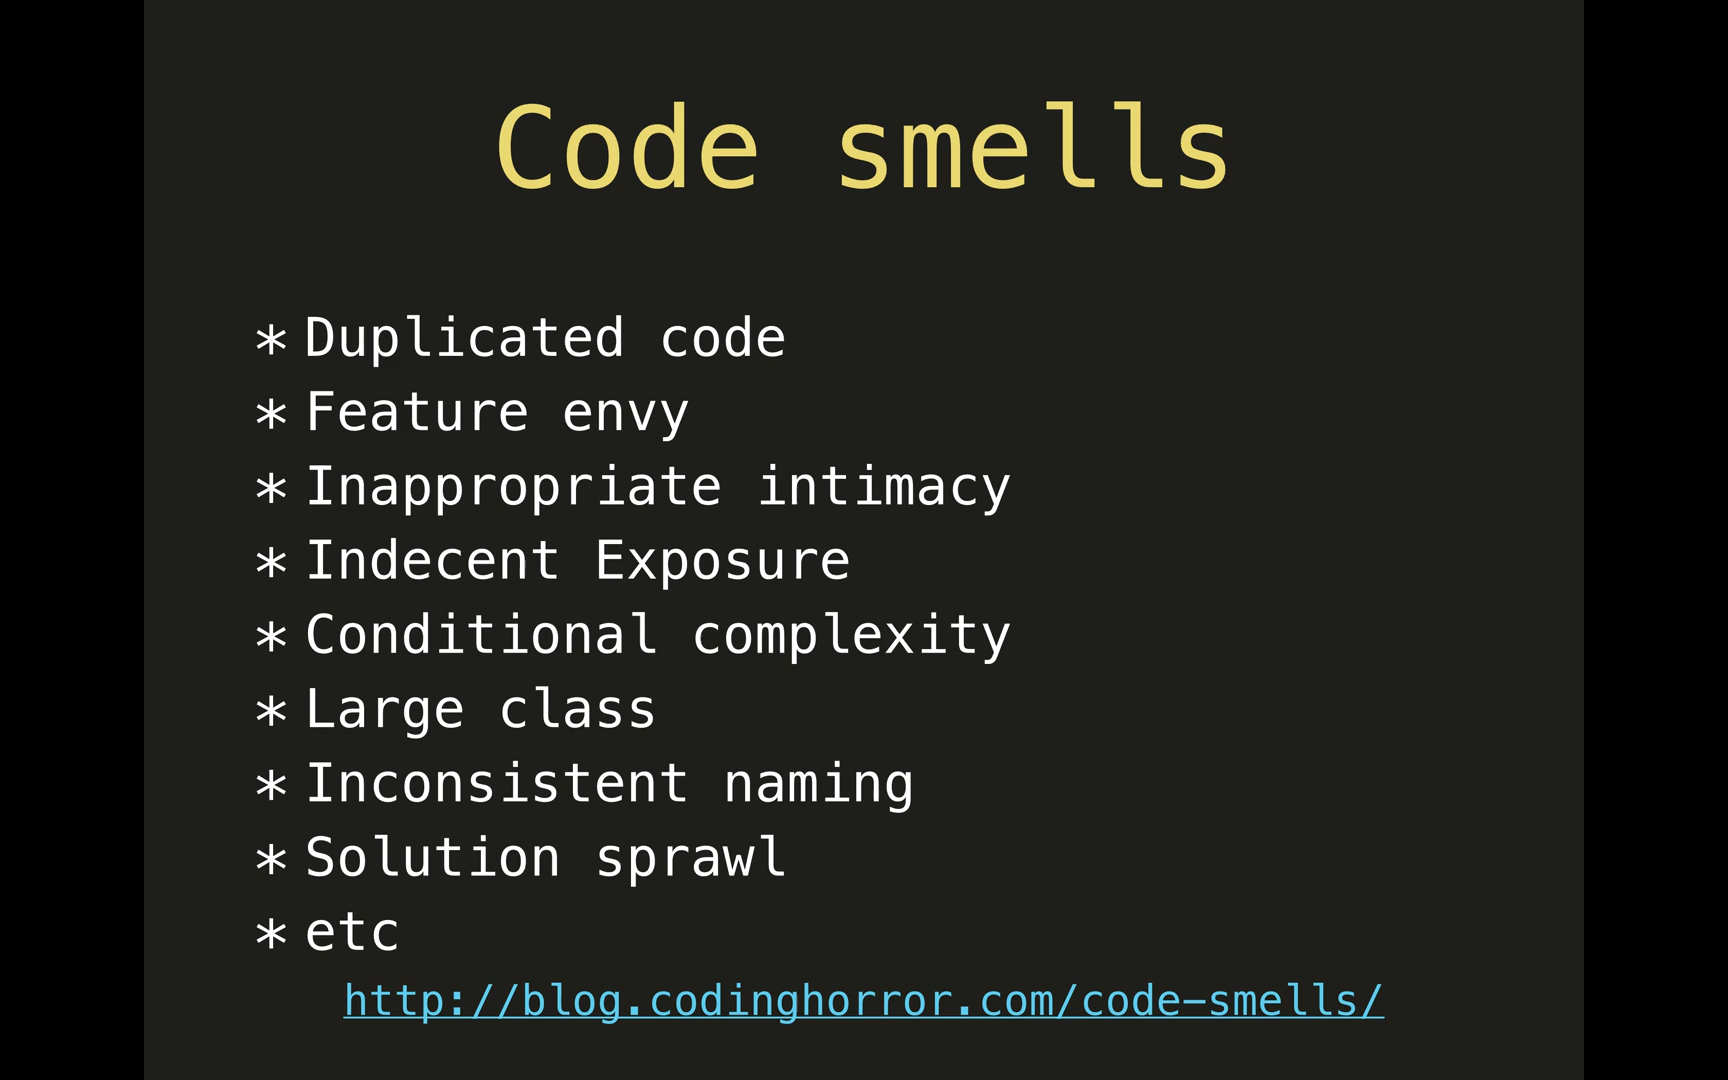 Code smells
* Duplicated code
* Feature envy
* Inappropriate intimacy
* Indecent Exposure
* Conditional complexity
* Large class
* Inconsistent naming
* Solution sprawl
* etc
http://blog.codinghorror.com/code-smells/